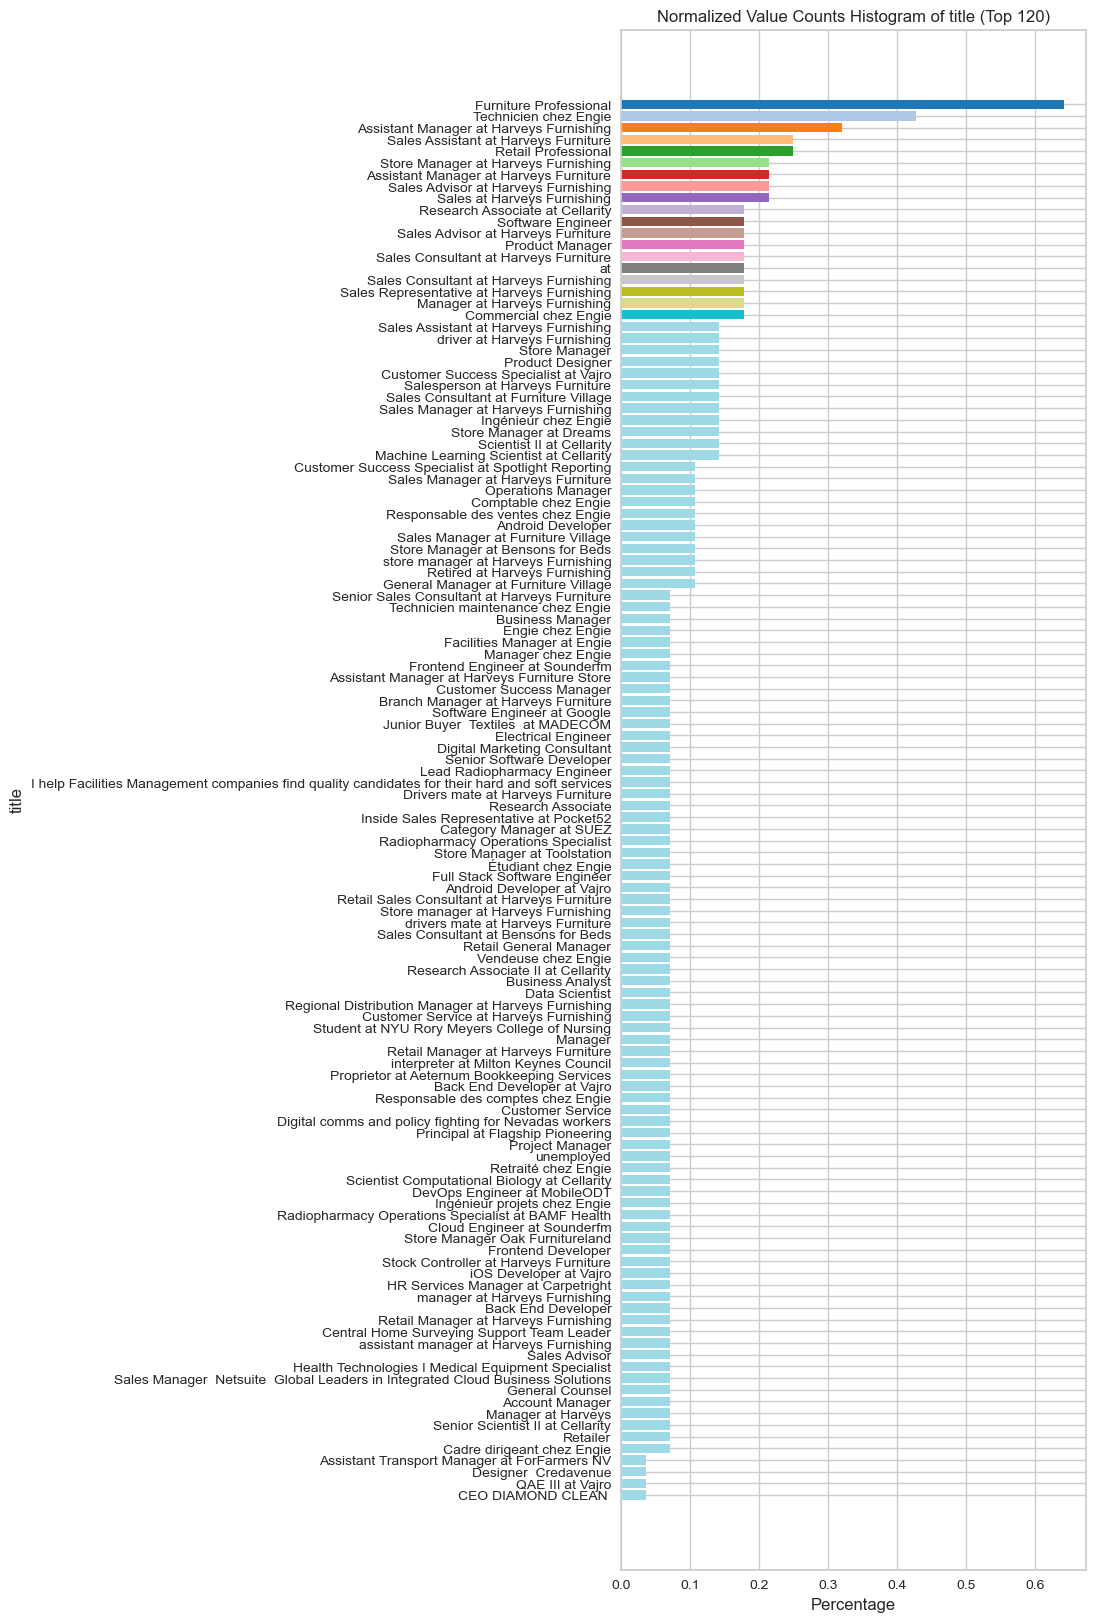 Normalized Value Counts Histogram of title (Top 120)
Furniture Professional
Technicien chez Engie
Assistant Manager at Harveys Furnishing
Sales Assistant at Harveys Furniture
Retail Professional
Store Manager at Harveys Furnishing
Assistant Manager at Harveys Furniture
Sales Advisor at Harveys Furnishing
Sales at Harveys Furnishing
Research Associate at Cellarity
Software Engineer
Sales Advisor at Harveys Furniture
Product Manager
Sales Consultant at Harveys Furniture
at
Sales Consultant at Harveys Furnishing
Sales Representative at Harveys Furnishing
Manager at Harveys Furnishing
Commercial chez Engie
Sales Assistant at Harveys Furnishing
driver at Harveys Furnishing
Store Manager
Product Designer
Customer Success Specialist at Vajro
Salesperson at Harveys Furniture
Sales Consultant at Furniture Village
Sales Manager at Harveys Furnishing
Ingénieur chez Engie
Store Manager at Dreams
Scientist II at Cellarity
Machine Learning Scientist at Cellarity
Customer Success Specialist at Spotlight Reporting
Sales Manager at Harveys Furniture
Operations Manager
Comptable chez Engie
Responsable des ventes chez Engie
Android Developer
Sales Manager at Furniture Village
Store Manager at Bensons for Beds
store manager at Harveys Furnishing
Retired at Harveys Furnishing
General Manager at Furniture Village
Senior Sales Consultant at Harveys Furniture
Technicien maintenance chez Engie
Business Manager
Engie chez Engie
Facilities Manager at Engie
Manager chez Engie
Frontend Engineer at Sounderfm
Assistant Manager at Harveys Furniture Store
Customer Success Manager
Branch Manager at Harveys Furniture
Software Engineer at Google
Junior Buyer  Textiles  at MADECOM
Electrical Engineer
Digital Marketing Consultant
Senior Software Developer
Lead Radiopharmacy Engineer
I help Facilities Management companies find quality candidates for their hard and soft services
Drivers mate at Harveys Furniture
Research Associate
Inside Sales Representative at Pocket52
Category Manager at SUEZ
Radiopharmacy Operations Specialist
Store Manager at Toolstation
Étudiant chez Engie
Full Stack Software Engineer
Android Developer at Vajro
Retail Sales Consultant at Harveys Furniture
Store manager at Harveys Furnishing
drivers mate at Harveys Furniture
Sales Consultant at Bensons for Beds
Retail General Manager
Vendeuse chez Engie
Research Associate II at Cellarity
Business Analyst
Data Scientist
Regional Distribution Manager at Harveys Furnishing
Customer Service at Harveys Furnishing
Student at NYU Rory Meyers College of Nursing
Manager
Retail Manager at Harveys Furniture
interpreter at Milton Keynes Council
Proprietor at Aeternum Bookkeeping Services
Back End Developer at Vajro
Responsable des comptes chez Engie
Customer Service
Digital comms and policy fighting for Nevadas workers
Principal at Flagship Pioneering
Project Manager
unemployed
Retraité chez Engie
Scientist Computational Biology at Cellarity
DevOps Engineer at MobileODT
Ingénieur projets chez Engie
Radiopharmacy Operations Specialist at BAMF Health
Cloud Engineer at Sounderfm
Store Manager Oak Furnitureland
Frontend Developer
Stock Controller at Harveys Furniture
iOS Developer at Vajro
HR Services Manager at Carpetright
manager at Harveys Furnishing
Back End Developer
Retail Manager at Harveys Furnishing
Central Home Surveying Support Team Leader
assistant manager at Harveys Furnishing
Sales Advisor
Health Technologies I Medical Equipment Specialist
Sales Manager  Netsuite  Global Leaders in Integrated Cloud Business Solutions
General Counsel
Account Manager
Manager at Harveys
Senior Scientist II at Cellarity
Retailer
Cadre dirigeant chez Engie
Assistant Transport Manager at ForFarmers NV
Designer  Credavenue
QAE III at Vajro
CEO DIAMOND CLEAN
title
0.0 0.1 0.2 0.3 0.4 0.5 0.6
Percentage